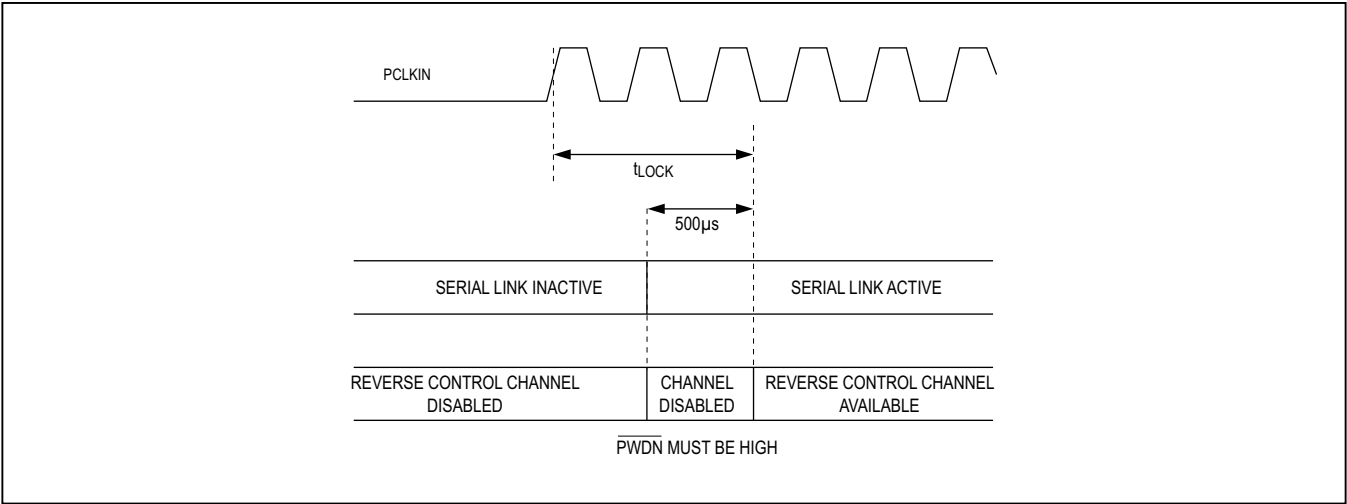 PCLKIN
tLOCK
500µs
SERIAL LINK INACTIVE
SERIAL LINK ACTIVE
REVERSE CONTROL CHANNEL
DISABLED
CHANNEL
DISABLED
REVERSE CONTROL CHANNEL
AVAILABLE
PWDN MUST BE HIGH